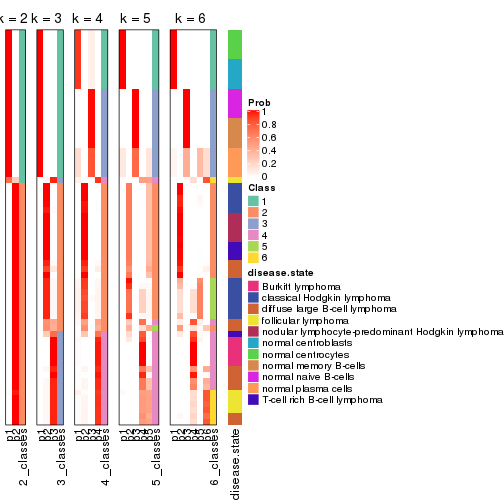 k = 2
k = 3
k = 4
k = 5
k = 6
Prob
1
0.8
0.6
0.4
0.2
0
Class
1
2
3
4
5
6
disease.state
Burkitt lymphoma
classical Hodgkin lymphoma
diffuse large B-cell lymphoma
follicular lymphoma
nodular lymphocyte-predominant Hodgkin lymphoma
normal centroblasts
normal centrocytes
normal memory B-cells
normal naive B-cells
normal plasma cells
T-cell rich B-cell lymphoma
p1
p2
2_classes
p1
p2
p3
3_classes
p1
p2
p3
p4
4_classes
p1
p2
p3
p4
p5
5_classes
p1
p2
p3
p4
p5
p6
6_classes
disease.state